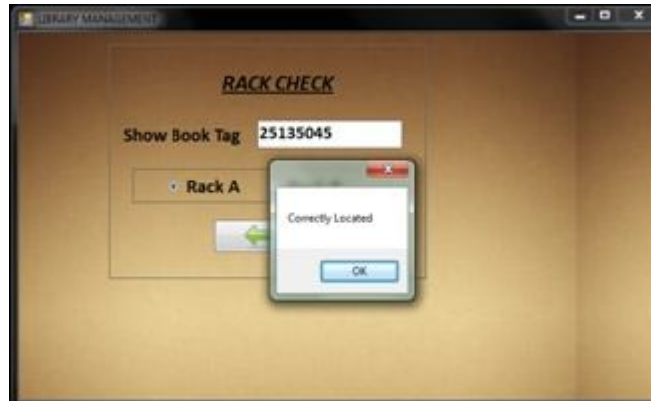 LIBRARY MANAGEMENT
RACK CHECK
Show Book Tag 25135045
Rack A
Correctly Located
OK